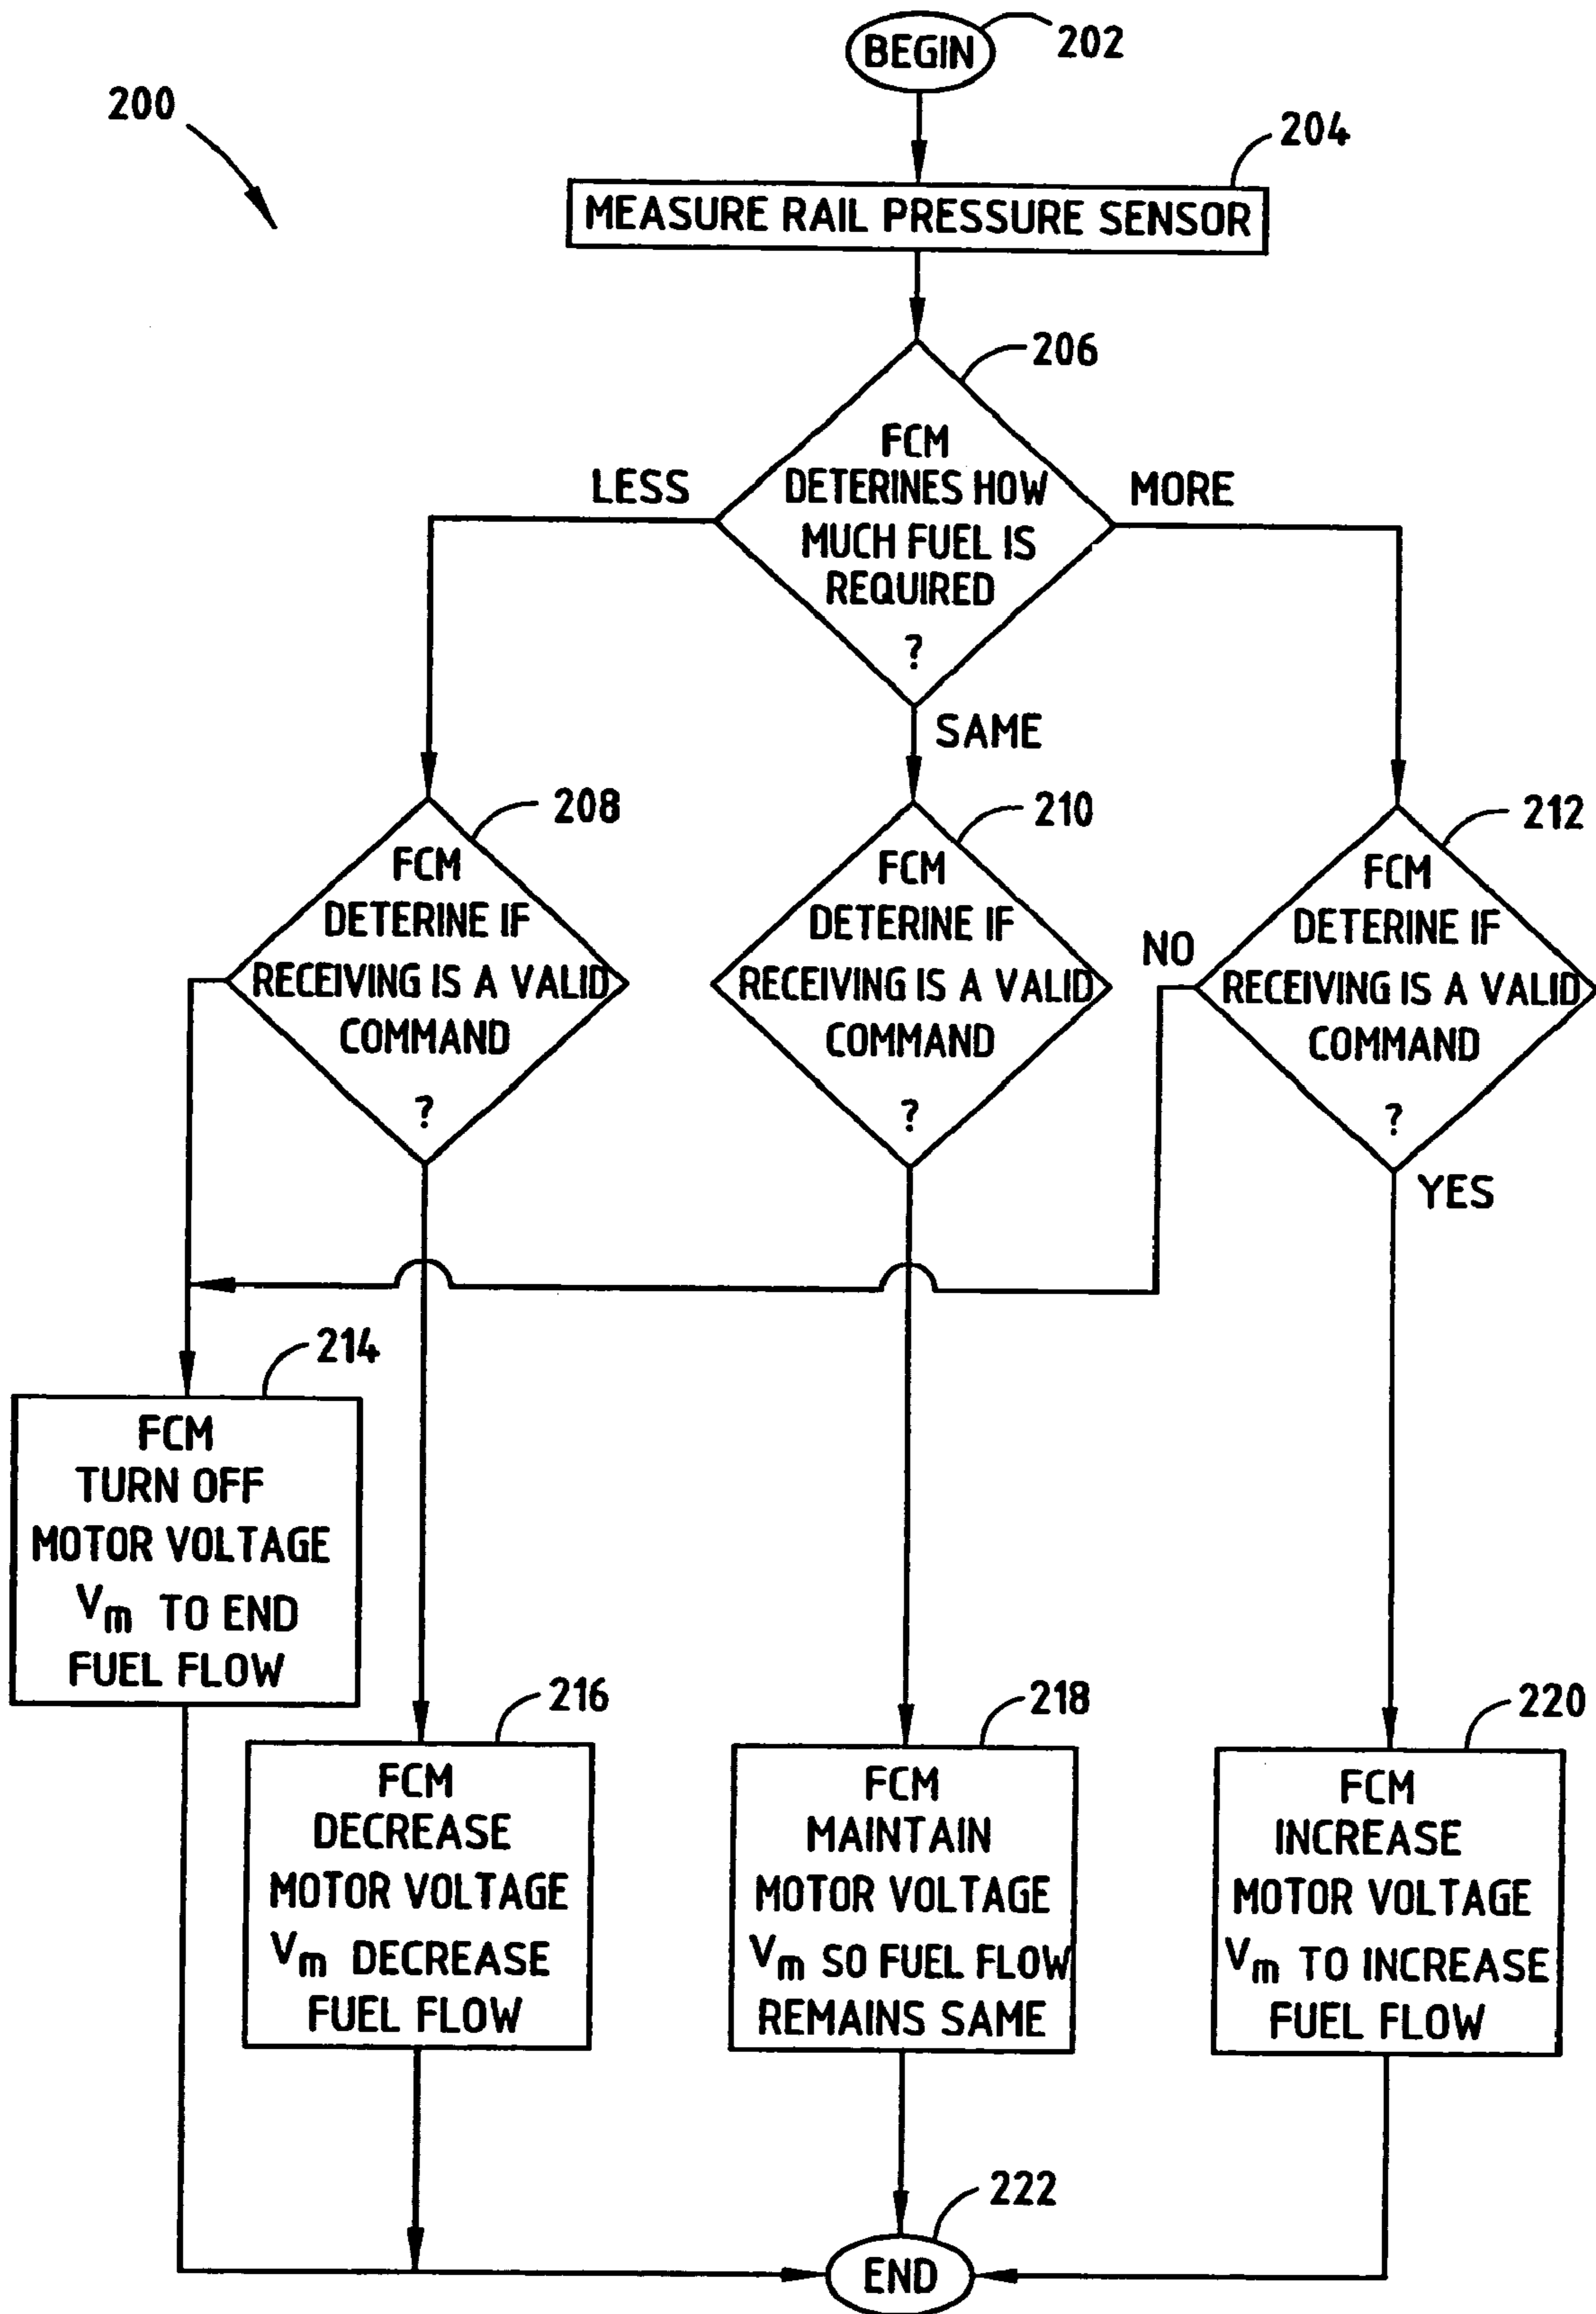 BEGIN
202
200
204
MEASURE RAIL PRESSURE SENSOR
206
FCM
DETERINES HOW
MUCH FUEL IS
REQUIRED
?
LESS
MORE
SAME
208
FCM
DETERINE IF
RECEIVING IS A VALID
COMMAND
?
210
FCM
DETERINE IF
RECEIVING IS A VALID
COMMAND
?
212
FCM
DETERINE IF
RECEIVING IS A VALID
COMMAND
?
NO
YES
214
FCM
TURN OFF
MOTOR VOLTAGE
Vm TO END
FUEL FLOW
216
FCM
DECREASE
MOTOR VOLTAGE
Vm DECREASE
FUEL FLOW
218
FCM
MAINTAIN
MOTOR VOLTAGE
Vm SO FUEL FLOW
REMAINS SAME
220
FCM
INCREASE
MOTOR VOLTAGE
Vm TO INCREASE
FUEL FLOW
222
END